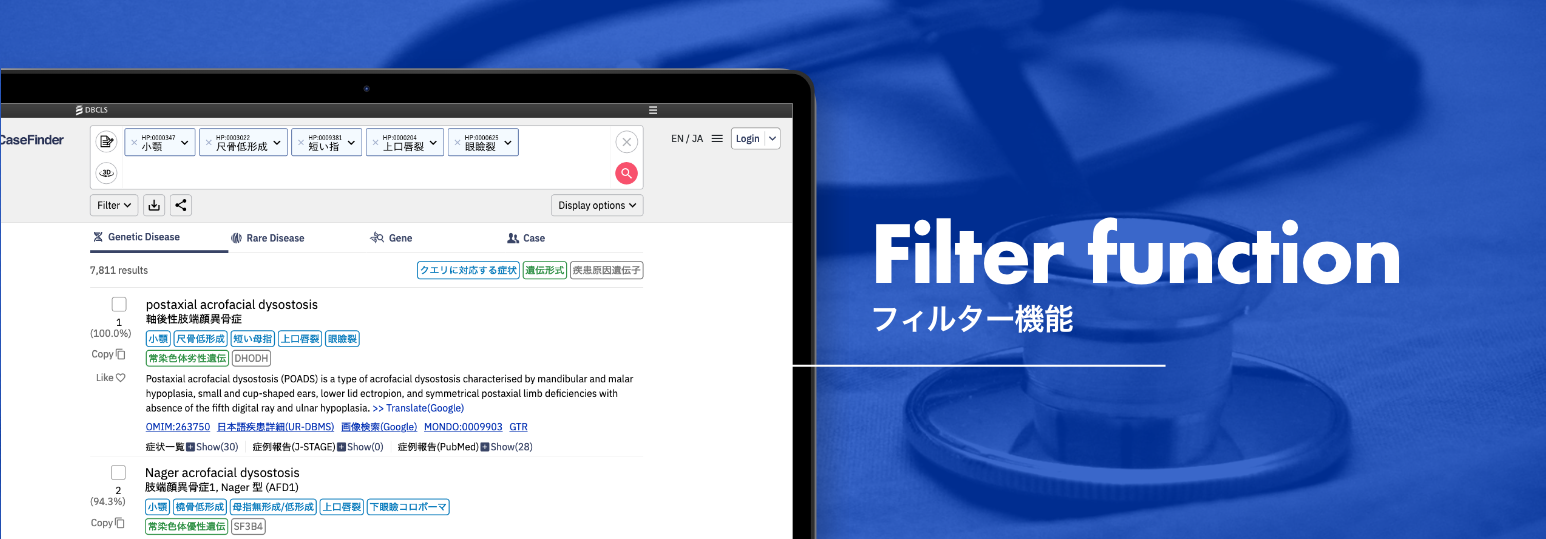 DBCLS
CaseFinder
HP:0000347 HP:0003022 HP:0009381 HP:0000204 HP:0000625
小顎 尺骨低形成 短い指 上口唇裂 眼瞼裂
EN / JA Login
3D
Filter Display options
Genetic Disease Rare Disease Gene Case
7,811 results クエリに対応する症状 遺伝形式 疾患原因遺伝子
postaxial acrofacial dysostosis
1 軸後性肢端顔異骨症
(100.0%) 小顎 尺骨低形成 短い母指 上口唇裂 眼瞼裂
Copy 常染色体劣性遺伝 DHODH
Like Postaxial acrofacial dysostosis (POADS) is a type of acrofacial dysostosis characterised by mandibular and malar
hypoplasia, small and cup-shaped ears, lower lid ectropion, and symmetrical postaxial limb deficiencies with
absence of the fifth digital ray and ulnar hypoplasia. >> Translate(Google)
OMIM:263750 日本語疾患詳細(UR-DBMS) 画像検索(Google) MONDO:0009903 GTR
症状一覧 Show(30) 症例報告(J-STAGE) Show(0) 症例報告(PubMed) Show(28)
Nager acrofacial dysostosis
2 肢端顔異骨症1, Nager 型 (AFD1)
(94.3%) 小顎 橈骨低形成 母指無形成/低形成 上口唇裂 下眼瞼コロボーマ
Copy 常染色体優性遺伝 SF3B4
Filter function
フィルター機能